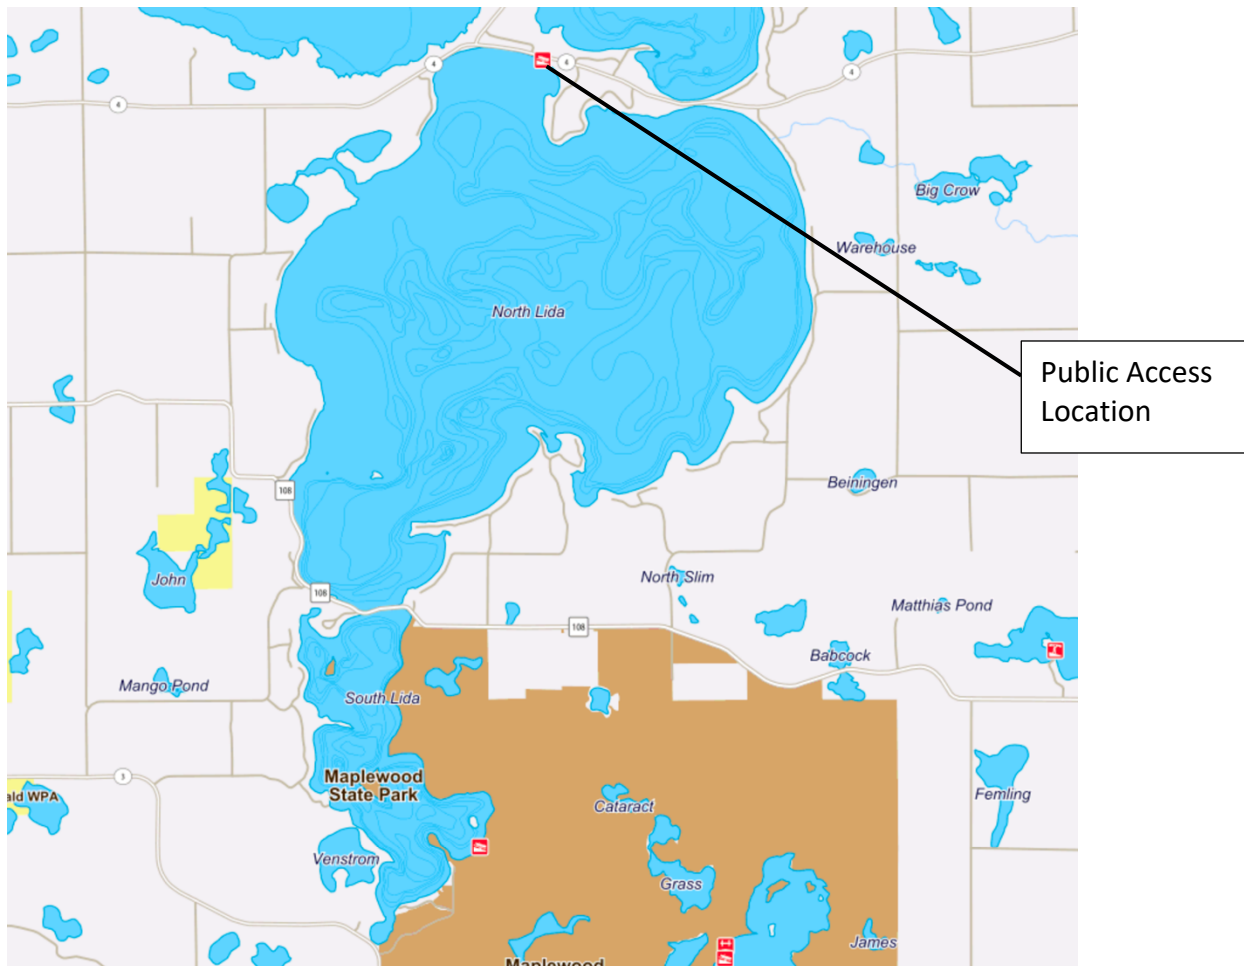 4
4
4
4
Big Crow
Warehouse
North Lida
Public Access
Location
Beiningen
108
John
North Slim
108
Matthias Pond
108
Babcock
Mango Pond
South Lida
3
Maplewood
State Park
ald WPA
Femling
Cataract
Venstrom
Grass
James
Maplewood